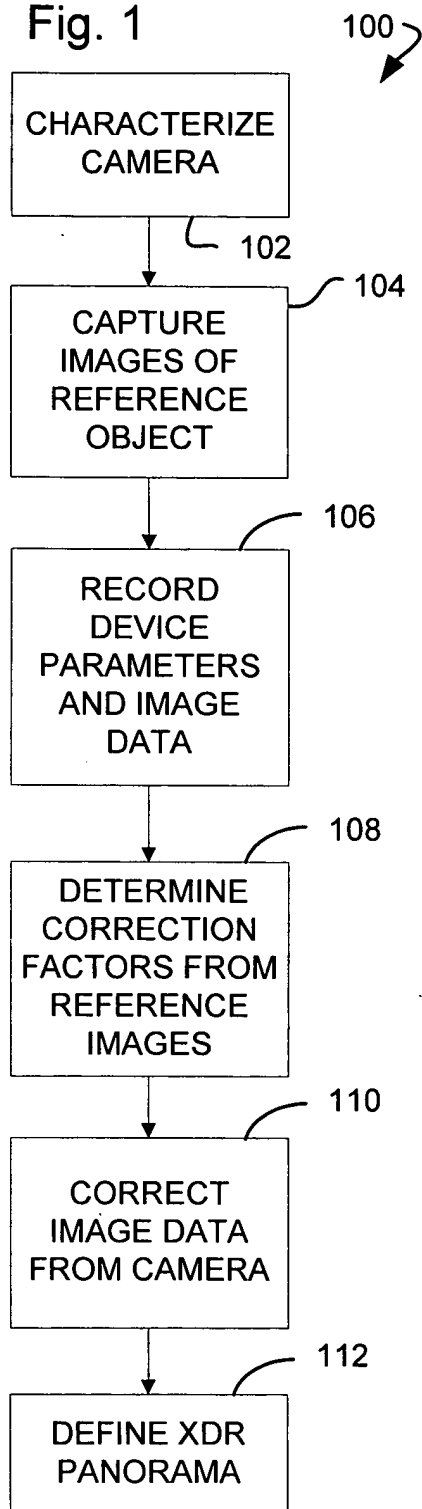 Fig. 1
100
CHARACTERIZE
CAMERA
102
104
CAPTURE
IMAGES OF
REFERENCE
OBJECT
106
RECORD
DEVICE
PARAMETERS
AND IMAGE
DATA
108
DETERMINE
CORRECTION
FACTORS FROM
REFERENCE
IMAGES
110
CORRECT
IMAGE DATA
FROM CAMERA
112
DEFINE XDR
PANORAMA